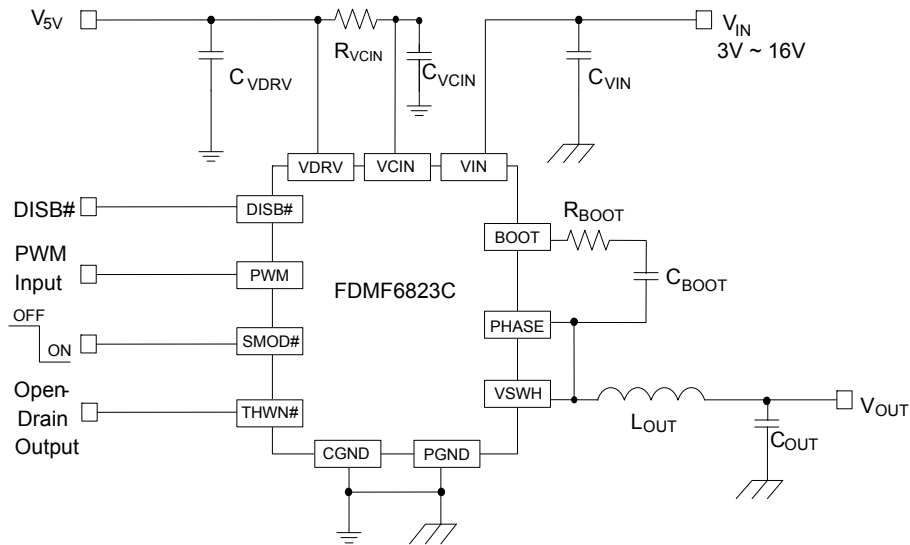 V5V
RVCIN
CVDRV
CVCIN
CVIN
VIN
3V ~ 16V
VDRV
VCIN
VIN
DISB#
DISB#
PWM
Input
PWM
OFF
ON
SMOD#
Open-
Drain
Output
THWN#
FDMF6823C
BOOT
RBOOT
CBOOT
PHASE
VSWH
LOUT
VOUT
COUT
CGND
PGND